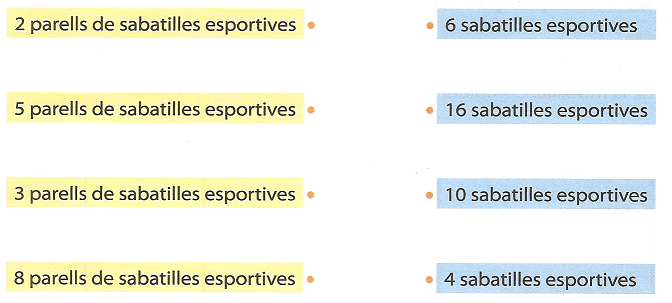 2 parells de sabatilles esportives
6 sabatilles esportives
5 parells de sabatilles esportives
16 sabatilles esportives
3 parells de sabatilles esportives
10 sabatilles esportives
8 parells de sabatilles esportives
4 sabatilles esportives